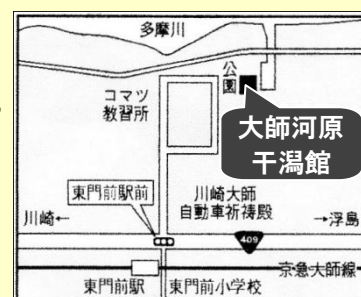 多摩川
公園
コマツ
教習所
大師河原
干潟館
東門前駅前
川崎大師
自動車祈祷殿
川崎←
→浮島
409
京急大師線
東門前駅
東門前小学校